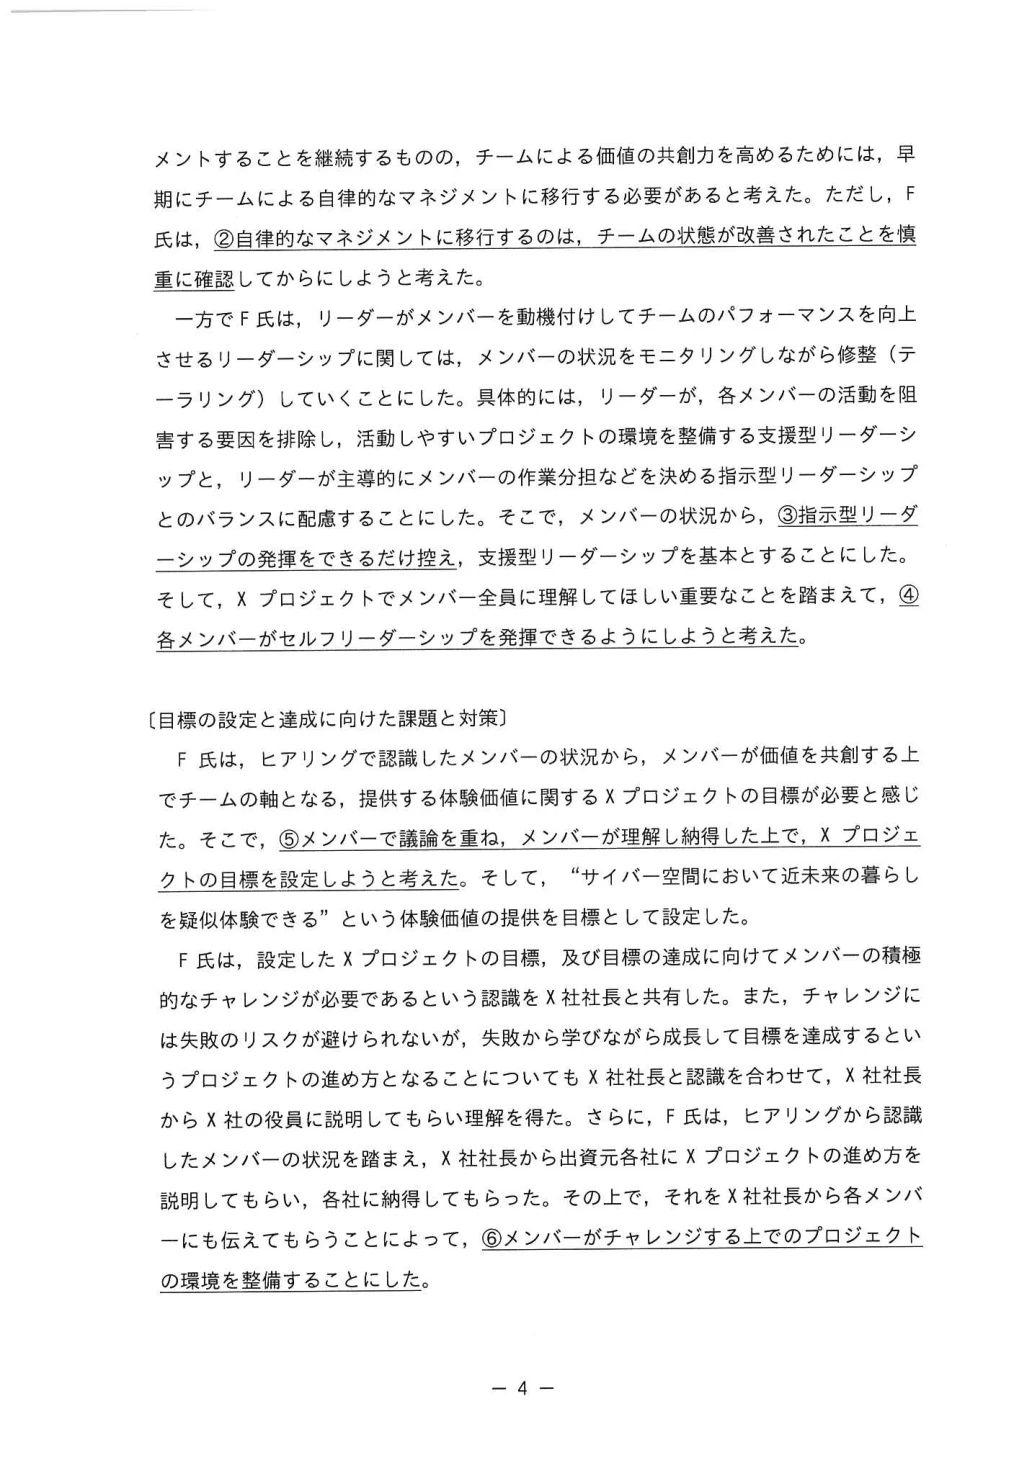 メントすることを継続するものの，チームによる価値の共創力を高めるためには，早
期にチームによる自律的なマネジメントに移行する必要があると考えた。ただし，F
氏は，②自律的なマネジメントに移行するのは，チームの状態が改善されたことを慎
重に確認してからにしようと考えた。
一方でF氏は，リーダーがメンバーを動機付けしてチームのパフォーマンスを向上
させるリーダーシップに関しては，メンバーの状況をモニタリングしながら修整（テ
ーラリング）していくことにした。具体的には，リーダーが，各メンバーの活動を阻
害する要因を排除し，活動しやすいプロジェクトの環境を整備する支援型リーダーシ
ップと，リーダーが主導的にメンバーの作業分担などを決める指示型リーダーシップ
とのバランスに配慮することにした。そこで，メンバーの状況から，③指示型リーダ
ーシップの発揮をできるだけ控え，支援型リーダーシップを基本とすることにした。
そして，X プロジェクトでメンバー全員に理解してほしい重要なことを踏まえて，④
各メンバーがセルフリーダーシップを発揮できるようにしようと考えた。
〔目標の設定と達成に向けた課題と対策〕
F 氏は，ヒアリングで認識したメンバーの状況から，メンバーが価値を共創する上
でチームの軸となる，提供する体験価値に関するXプロジェクトの目標が必要と感じ
た。そこで，⑤メンバーで議論を重ね，メンバーが理解し納得した上で，X プロジェ
クトの目標を設定しようと考えた。そして，“サイバー空間において近未来の暮らし
を疑似体験できる”という体験価値の提供を目標として設定した。
F 氏は，設定したXプロジェクトの目標，及び目標の達成に向けてメンバーの積極
的なチャレンジが必要であるという認識をX社社長と共有した。また，チャレンジに
は失敗のリスクが避けられないが，失敗から学びながら成長して目標を達成するとい
うプロジェクトの進め方となることについてもX社社長と認識を合わせて，X社社長
からX社の役員に説明してもらい理解を得た。さらに，F氏は，ヒアリングから認識
したメンバーの状況を踏まえ，X社社長から出資元各社にXプロジェクトの進め方を
説明してもらい，各社に納得してもらった。その上で，それをX社社長から各メンバ
ーにも伝えてもらうことによって，⑥メンバーがチャレンジする上でのプロジェクト
の環境を整備することにした。
－ 4 －